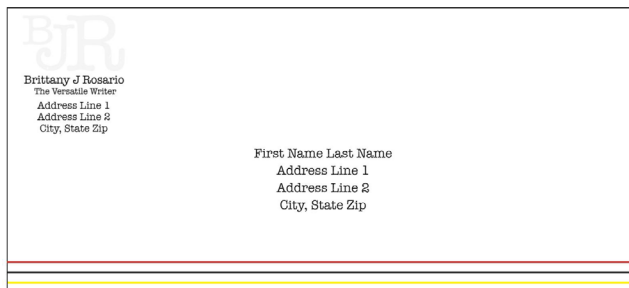 BJR
Brittany J Rosario
The Versatile Writer
Address Line 1
Address Line 2
City, State Zip
First Name Last Name
Address Line 1
Address Line 2
City, State Zip